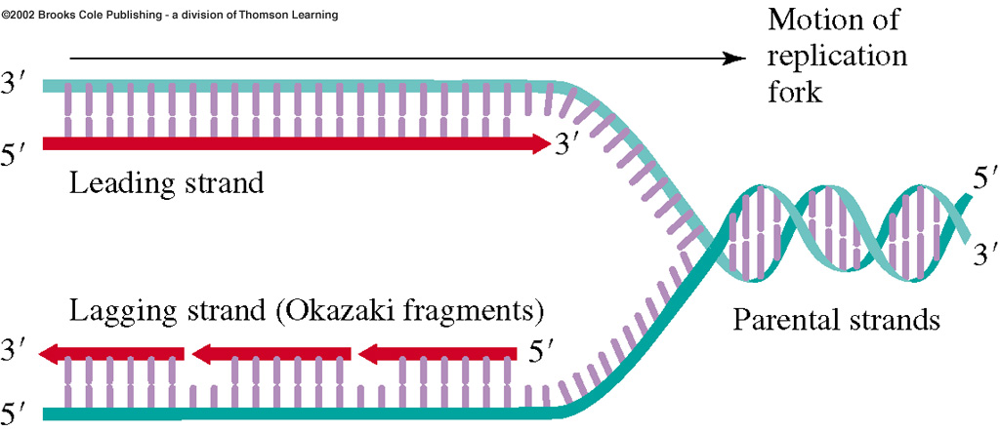 ©2002 Brooks Cole Publishing - a division of Thomson Learning
Motion of
replication
fork
3′
5′
3′
Leading strand
5′
3′
Parental strands
Lagging strand (Okazaki fragments)
3′
5′
5′